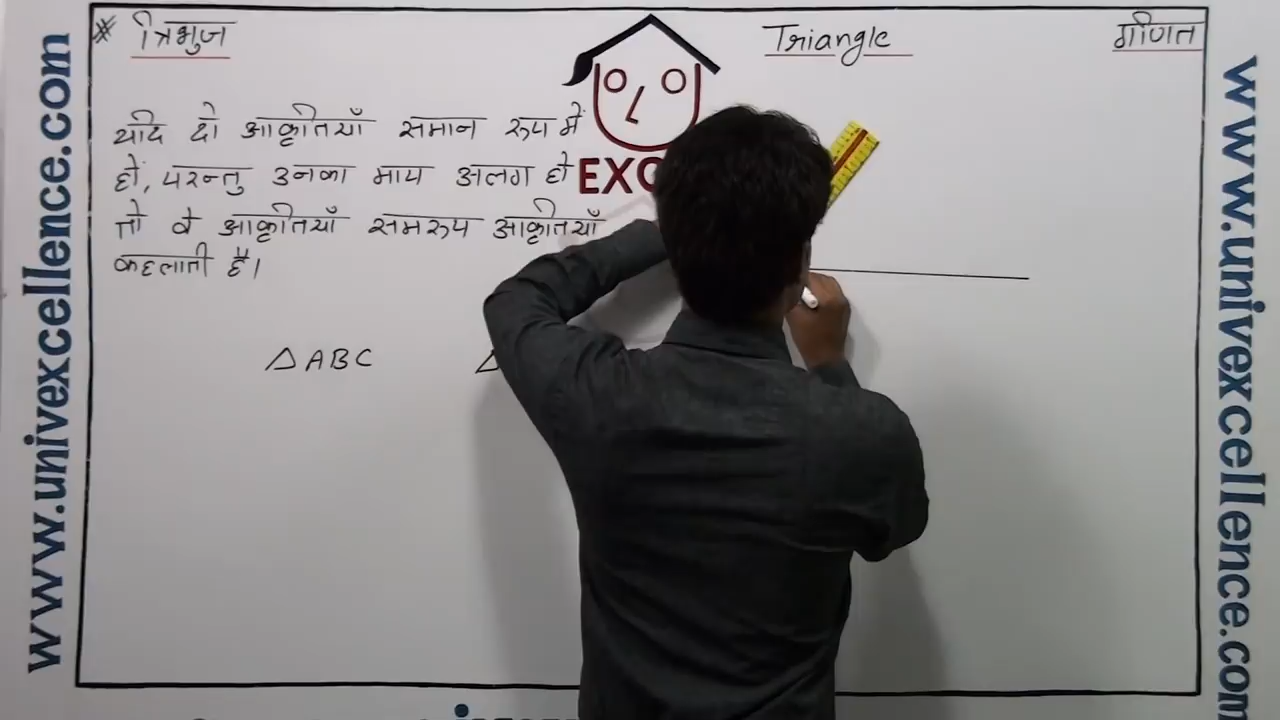 # त्रिभुज
Triangle
गणित
यदि दो आकृतियाँ समान रूप में
हों, परन्तु उनका माप अलग हो
तो वे आकृतियाँ समरूप आकृतियाँ
कहलाती हैं।
△ ABC
△
www.univexcellence.com
www.univexcellence.com